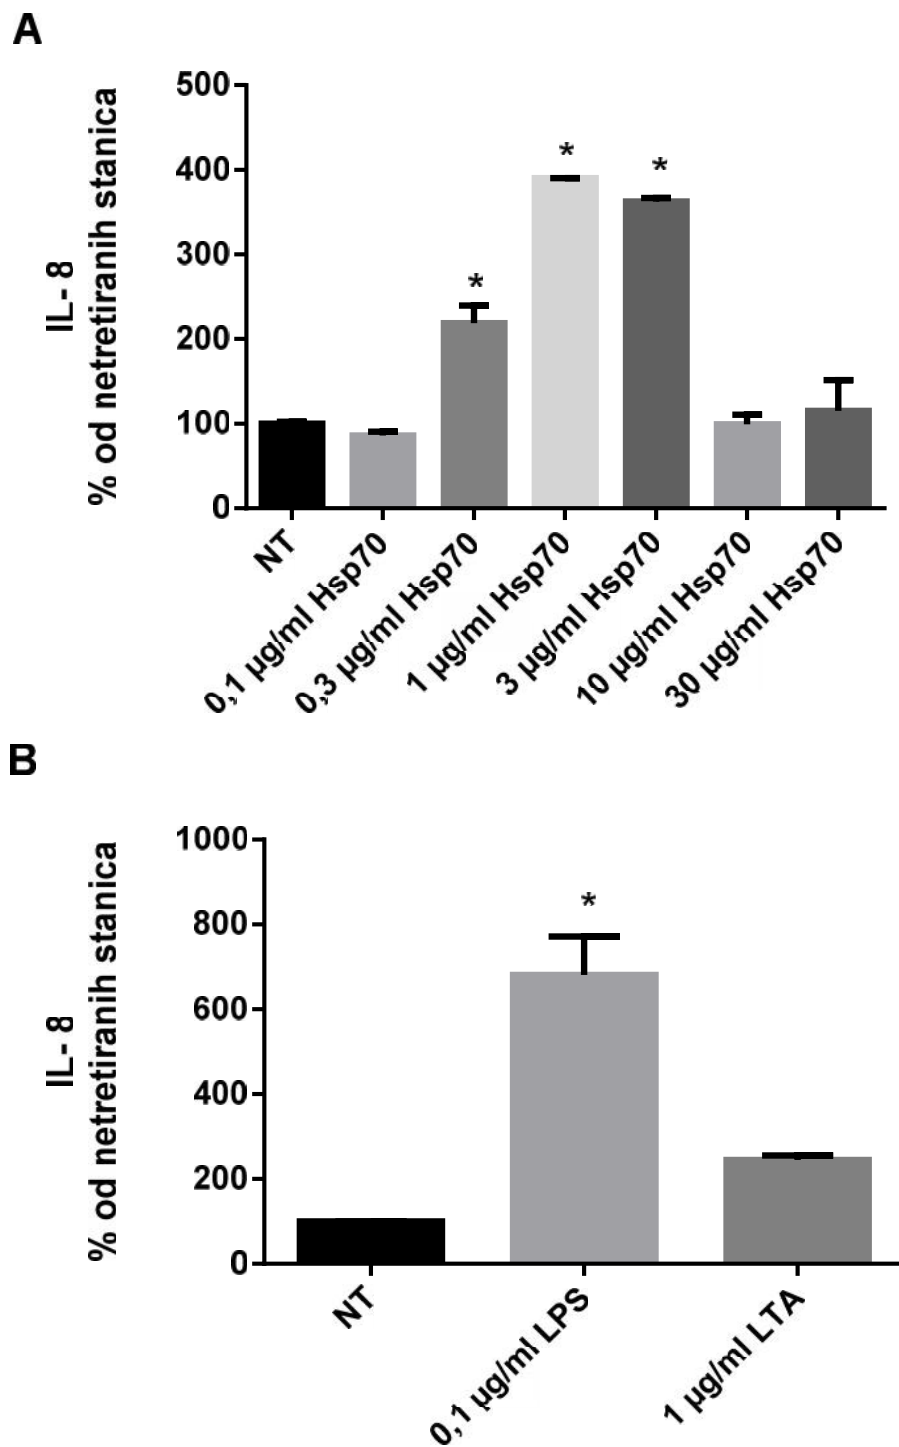 A
IL- 8
% od netretiranih stanica
500
400
300
200
100
0
*
*
*
NT
0,1 µg/ml Hsp70
0,3 µg/ml Hsp70
1 µg/ml Hsp70
3 µg/ml Hsp70
10 µg/ml Hsp70
30 µg/ml Hsp70
B
IL- 8
% od netretiranih stanica
1000
800
600
400
200
0
*
NT
0,1 µg/ml LPS
1 µg/ml LTA